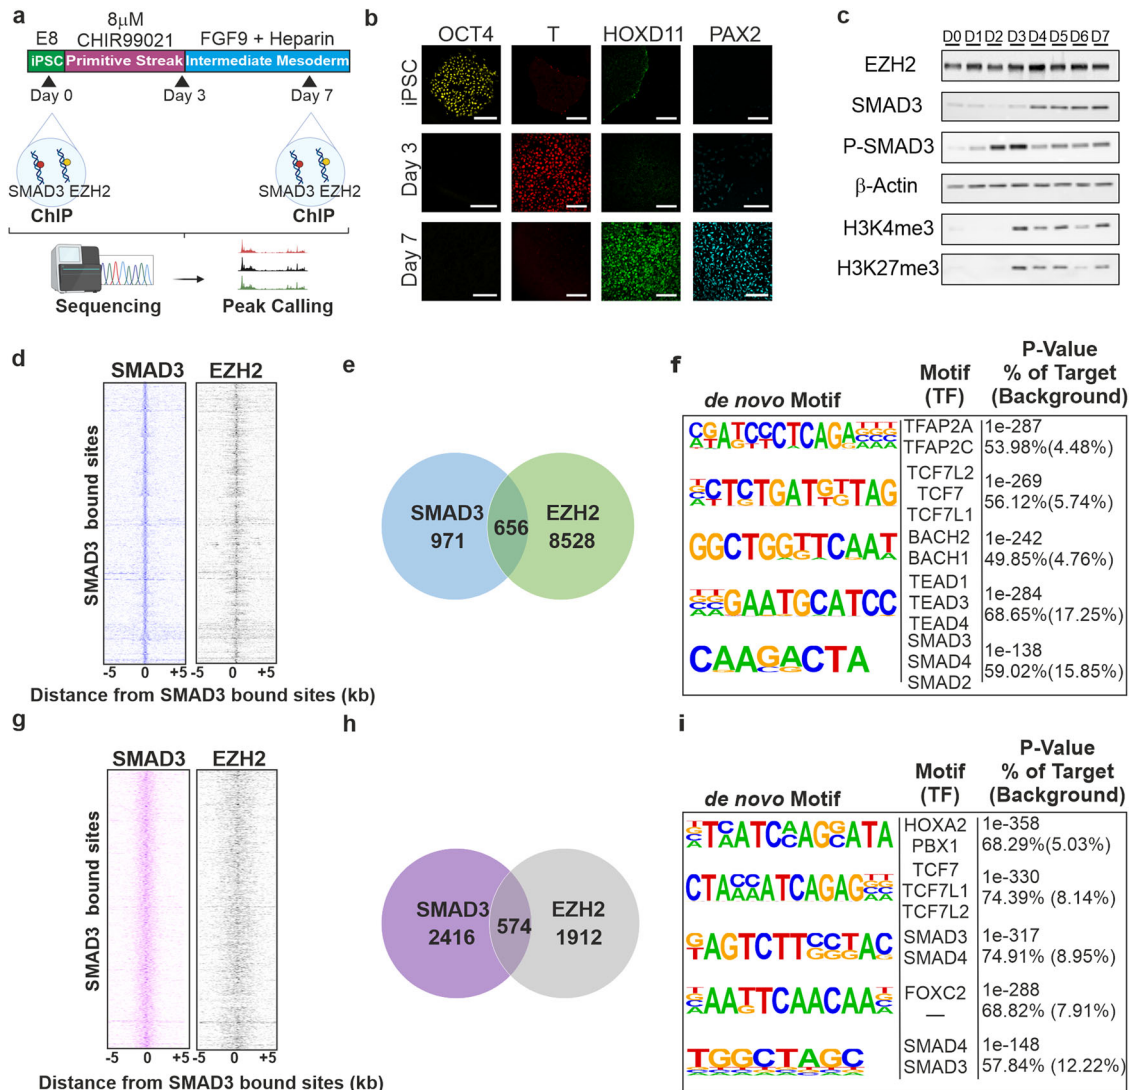 a
E8
8µM
CHIR99021
FGF9 + Heparin
iPSC
Primitive Streak
Intermediate Mesoderm
Day 0
Day 3
Day 7
SMAD3 EZH2
ChIP
SMAD3 EZH2
ChIP
Sequencing
Peak Calling
b
OCT4
T
HOXD11
PAX2
iPSC
Day 3
Day 7
c
D0 D1 D2 D3 D4 D5 D6 D7
EZH2
SMAD3
P-SMAD3
β-Actin
H3K4me3
H3K27me3
d
SMAD3
EZH2
SMAD3 bound sites
-5 0 +5
-5 0 +5
Distance from SMAD3 bound sites (kb)
e
SMAD3
971
656
EZH2
8528
f
de novo Motif
Motif
(TF)
P-Value
% of Target
(Background)
TFAP2A
TFAP2C
1e-287
53.98%(4.48%)
TCF7L2
TCF7
TCF7L1
1e-269
56.12%(5.74%)
BACH2
BACH1
1e-242
49.85%(4.76%)
TEAD1
TEAD3
TEAD4
1e-284
68.65%(17.25%)
SMAD3
SMAD4
SMAD2
1e-138
59.02%(15.85%)
CAAGACTA
g
SMAD3
EZH2
SMAD3 bound sites
-5 0 +5
-5 0 +5
Distance from SMAD3 bound sites (kb)
h
SMAD3
2416
574
EZH2
1912
i
de novo Motif
Motif
(TF)
P-Value
% of Target
(Background)
HOXA2
PBX1
1e-358
68.29%(5.03%)
TCF7
TCF7L1
TCF7L2
1e-330
74.39% (8.14%)
SMAD3
SMAD4
1e-317
74.91% (8.95%)
FOXC2
—
1e-288
68.82% (7.91%)
TGGCTAGC
SMAD4
SMAD3
1e-148
57.84% (12.22%)